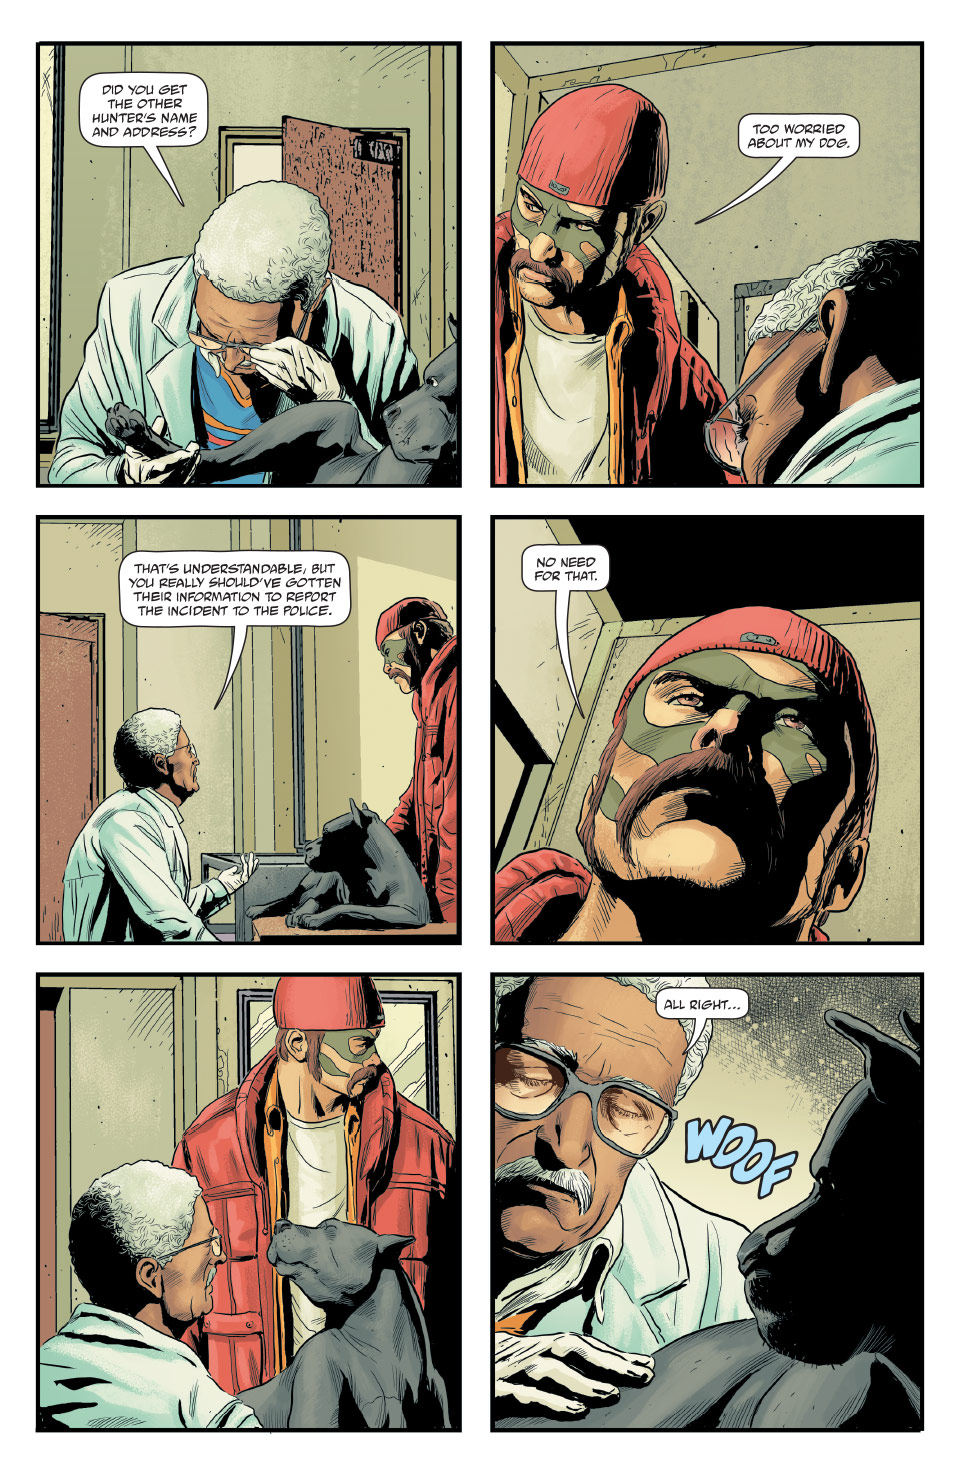 DID YOU GET
THE OTHER
HUNTER'S NAME
AND ADDRESS?
TOO WORRIED
ABOUT MY DOG.
THAT'S UNDERSTANDABLE, BUT
YOU REALLY SHOULD'VE GOTTEN
THEIR INFORMATION TO REPORT
THE INCIDENT TO THE POLICE.
NO NEED
FOR THAT.
ALL RIGHT...
WOOF